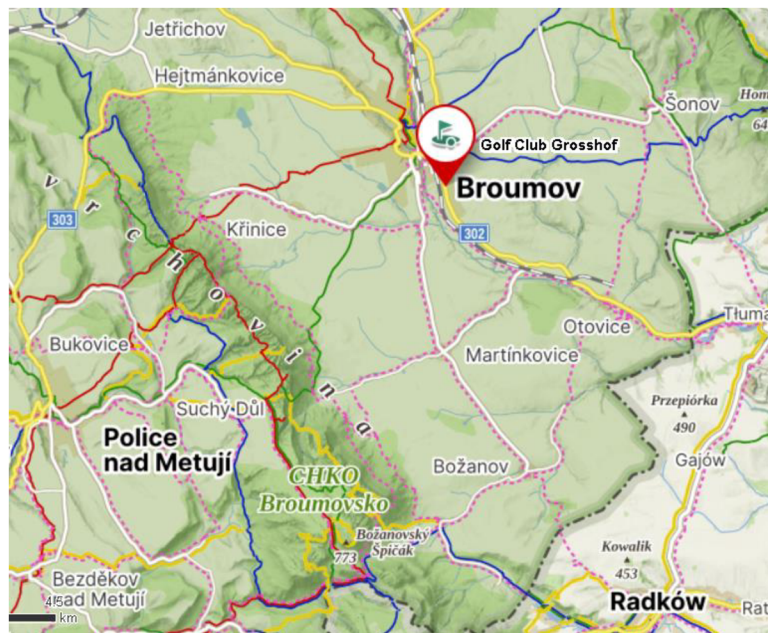 Jetřichov
Hejtmánkovice
Šonov
Hom
64
Golf Club Grosshof
Broumov
303
vrchovina
Křinice
302
Otovice
Tłuma
Bukovice
Martínkovice
Przepiórka
490
Suchý Důl
Police
nad Metují
Gajów
Božanov
CHKO
Broumovsko
Božanovský
Špičák
773
Kowalik
453
Bezděkov
nad Metují
km
Radków
Rat